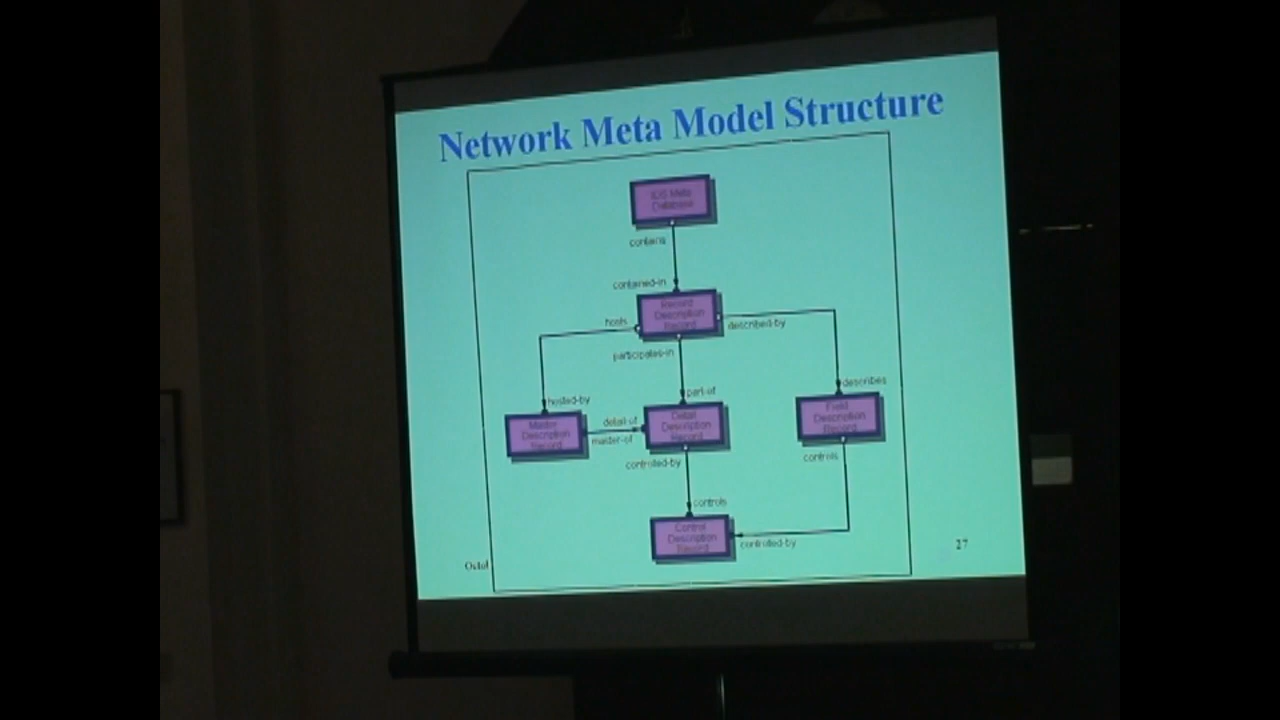 Network Meta Model Structure
IDS Meta
Database
contains
contained-in
Record
Description
Record
hosts
described-by
participates-in
hosted-by
part-of
describes
Master
Description
Record
detail-of
master-of
Detail
Description
Record
Field
Description
Record
controlled-by
controls
controls
Control
Description
Record
controlled-by
Octol
27